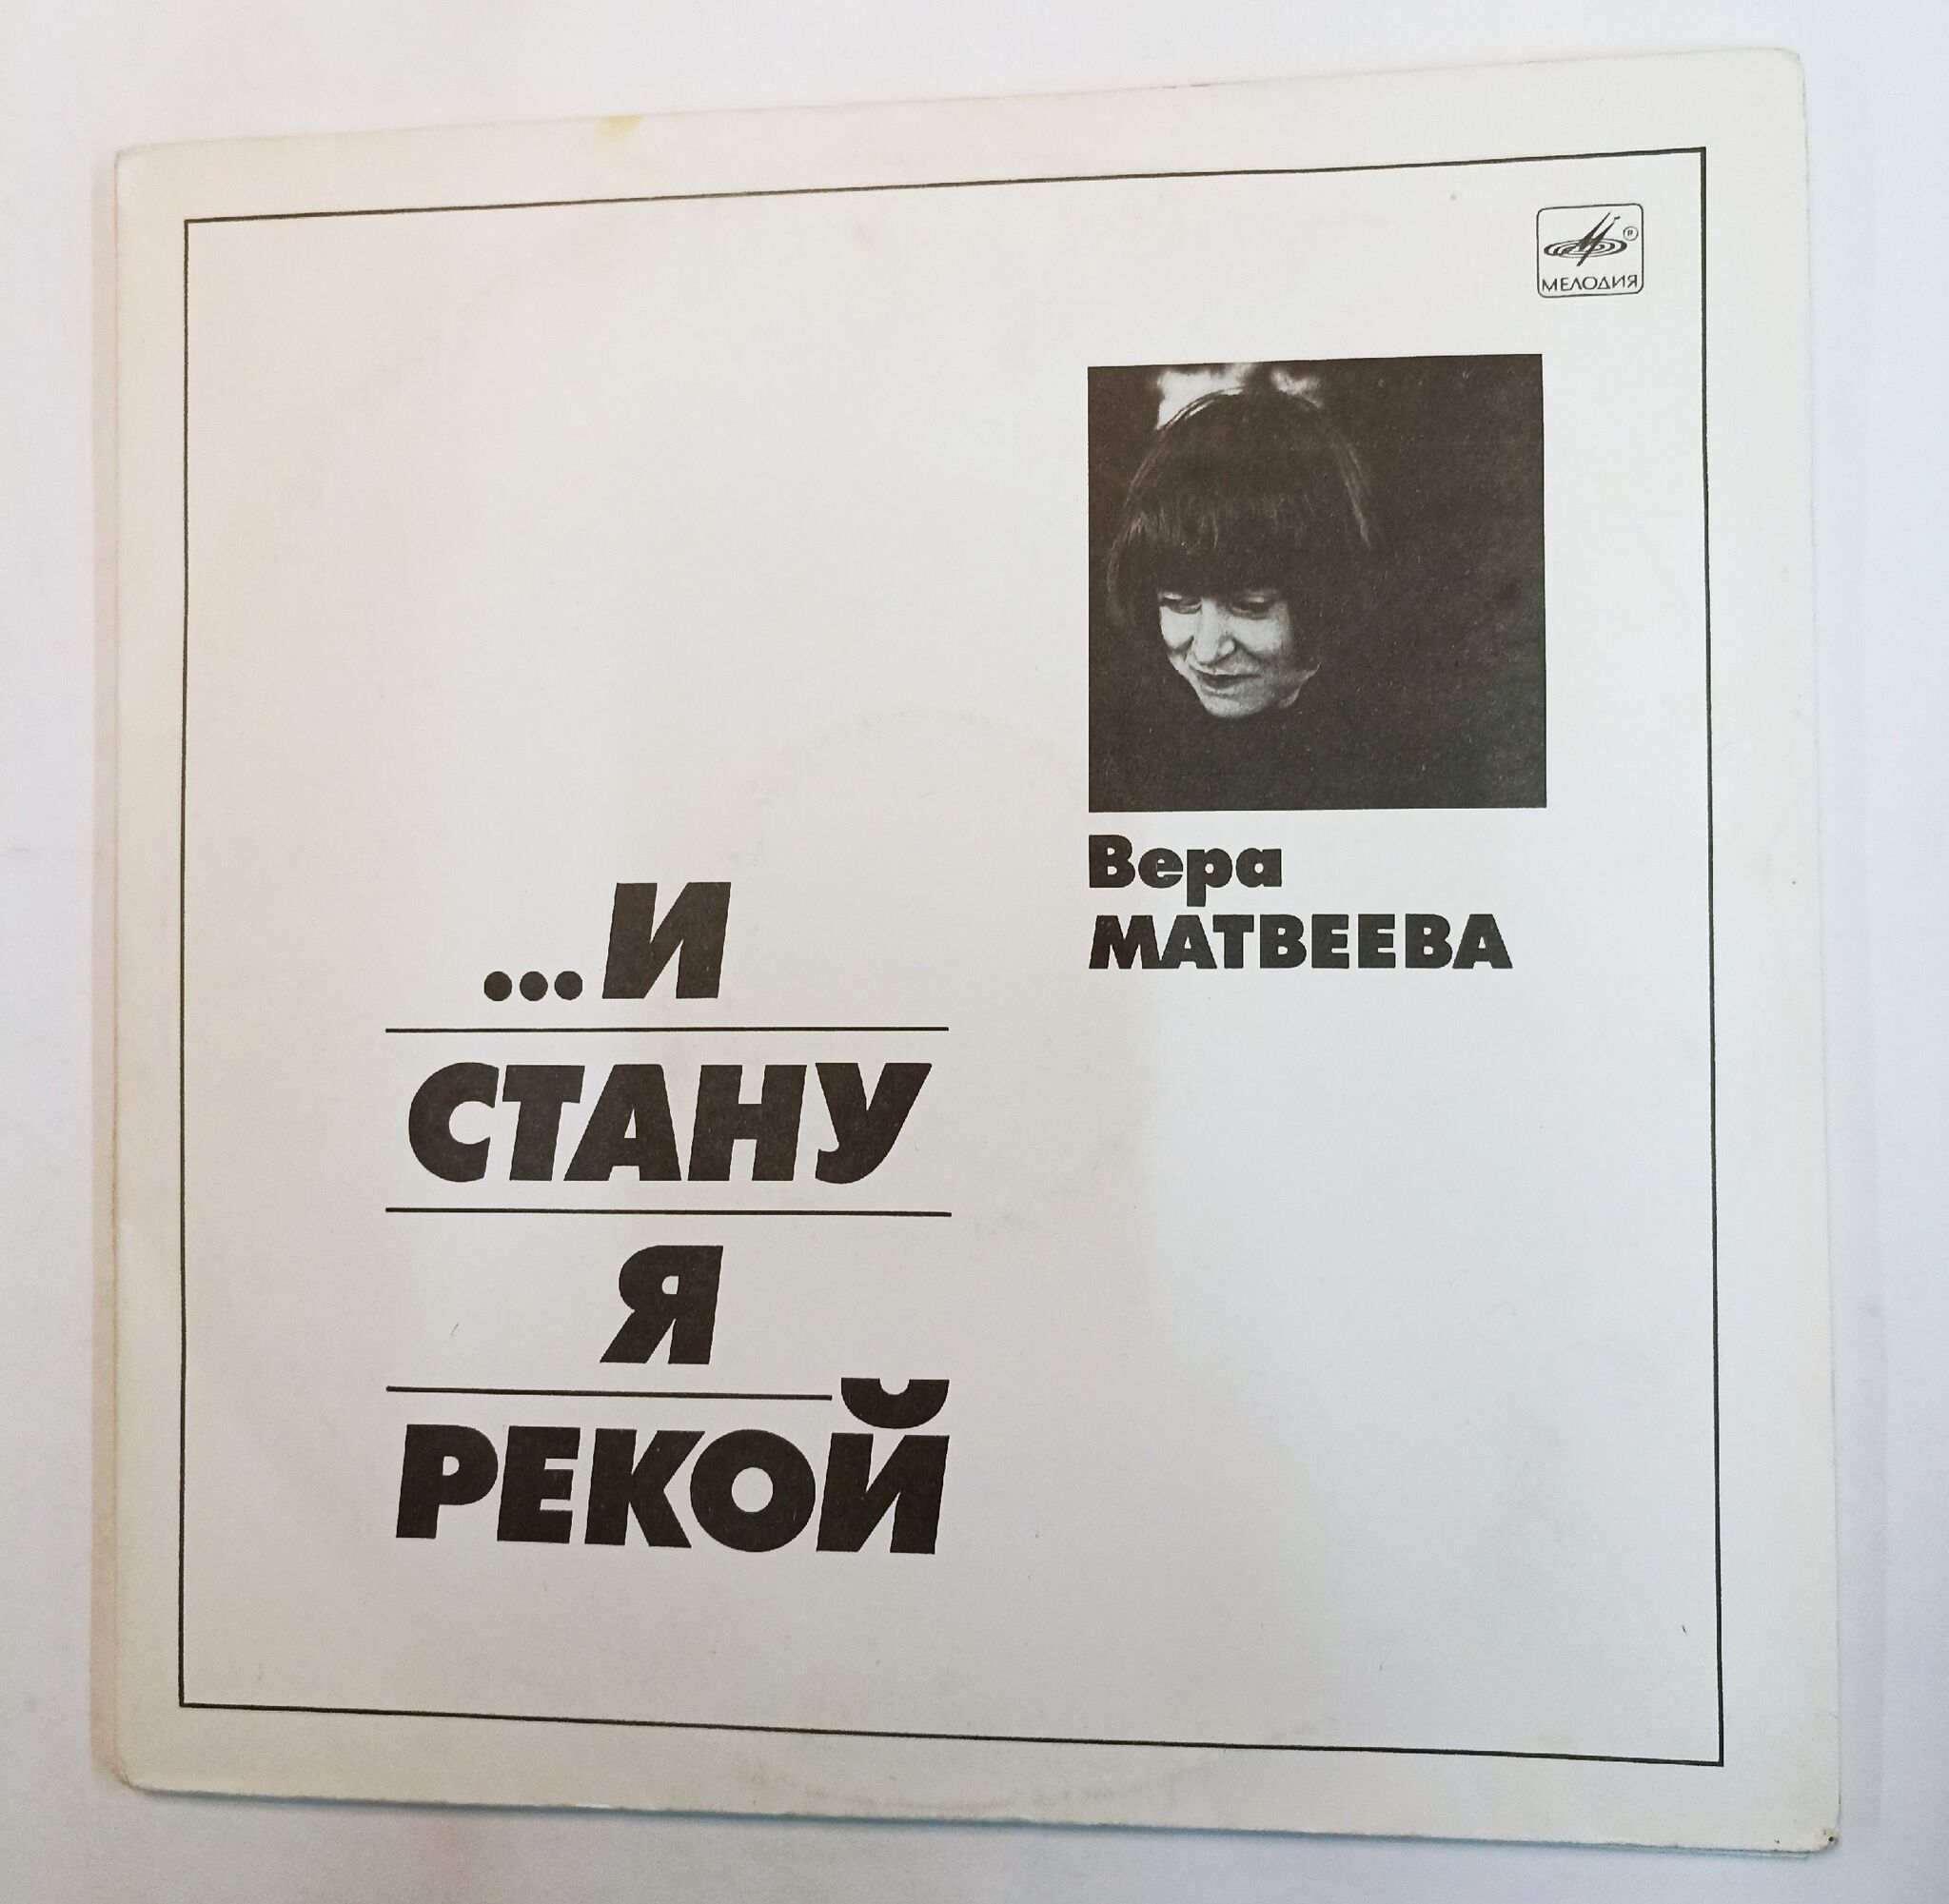 МЕЛОДИЯ
Вера
МАТВЕЕВА
...И
СТАНУ
Я
РЕКОЙ